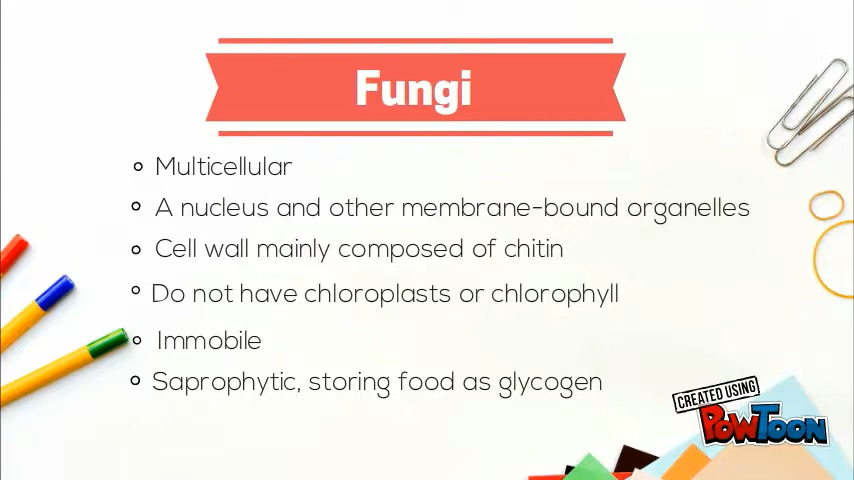 Fungi
Multicellular
A nucleus and other membrane-bound organelles
Cell wall mainly composed of chitin
Do not have chloroplasts or chlorophyll
Immobile
Saprophytic, storing food as glycogen
CREATED USING
POWTOON